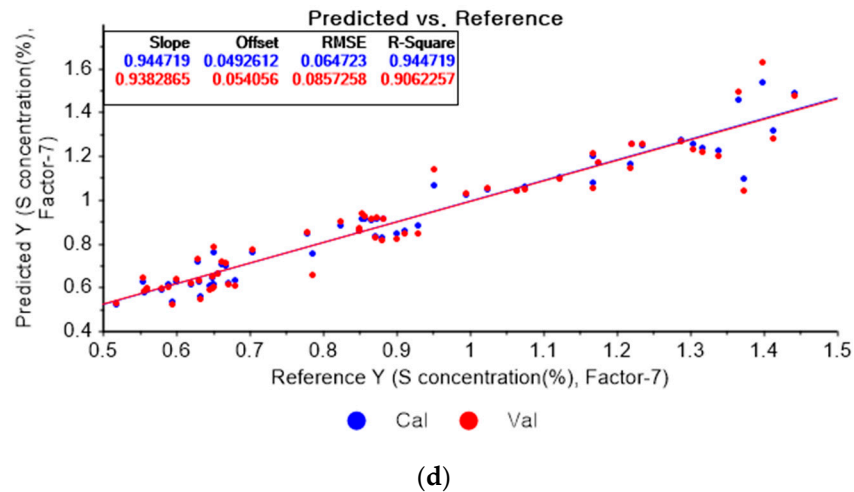 Predicted vs. Reference
Slope Offset RMSE R-Square
0.944719 0.0492612 0.064723 0.944719
0.9382865 0.054056 0.0857258 0.9062257
Predicted Y (S concentration(%),
Factor-7)
1.6
1.4
1.2
1
0.8
0.6
0.4
0.5 0.6 0.7 0.8 0.9 1 1.1 1.2 1.3 1.4 1.5
Reference Y (S concentration(%), Factor-7)
Cal Val
(d)